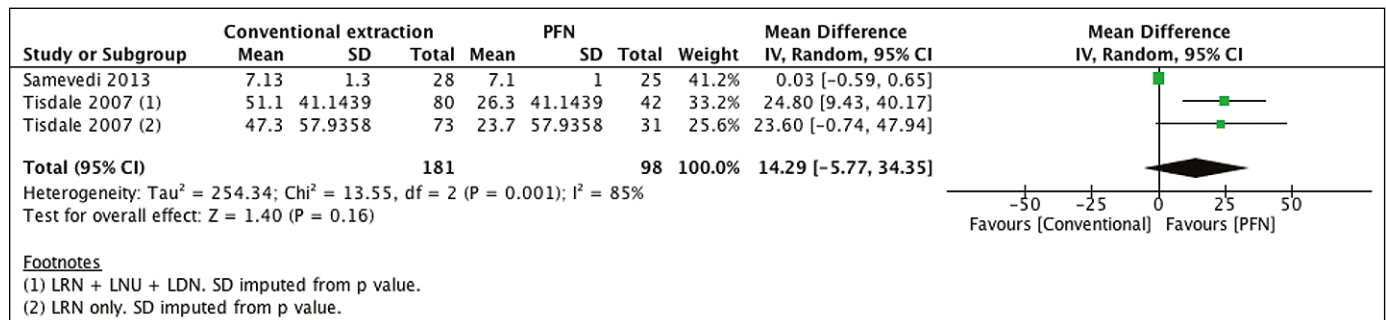 Conventional extraction PFN Mean Difference Mean Difference
Study or Subgroup Mean SD Total Mean SD Total Weight IV, Random, 95% CI IV, Random, 95% CI
Samevedi 2013 7.13 1.3 28 7.1 1 25 41.2% 0.03 [−0.59, 0.65]
Tisdale 2007 (1) 51.1 41.1439 80 26.3 41.1439 42 33.2% 24.80 [9.43, 40.17]
Tisdale 2007 (2) 47.3 57.9358 73 23.7 57.9358 31 25.6% 23.60 [−0.74, 47.94]
Total (95% CI) 181 98 100.0% 14.29 [−5.77, 34.35]
Heterogeneity: Tau² = 254.34; Chi² = 13.55, df = 2 (P = 0.001); I² = 85%
Test for overall effect: Z = 1.40 (P = 0.16)
−50 −25 0 25 50
Favours [Conventional] Favours [PFN]
Footnotes
(1) LRN + LNU + LDN. SD imputed from p value.
(2) LRN only. SD imputed from p value.